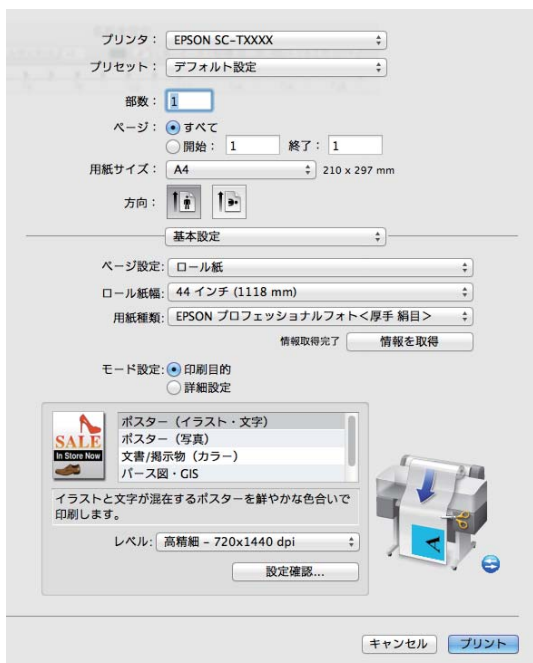 プリンタ： EPSON SC-TXXXX
プリセット： デフォルト設定
部数： 1
ページ： すべて
開始： 1 終了： 1
用紙サイズ： A4 210 x 297 mm
方向：
基本設定
ページ設定: ロール紙
ロール紙幅: 44 インチ (1118 mm)
用紙種類: EPSON プロフェッショナルフォト＜厚手 絹目＞
情報取得完了 情報を取得
モード設定: 印刷目的
詳細設定
SALE
In Store Now
ポスター（イラスト・文字）
ポスター（写真）
文書/掲示物（カラー）
パース図・GIS
イラストと文字が混在するポスターを鮮やかな色合いで
印刷します。
レベル: 高精細 – 720x1440 dpi
設定確認...
A
キャンセル プリント